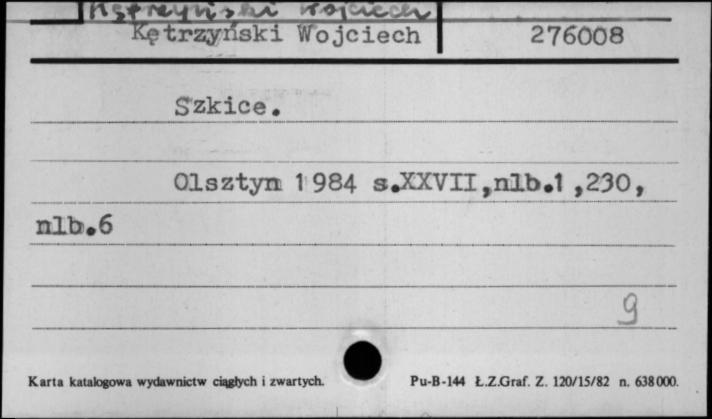 Kętrzyński Wojciech
Kętrzyński Wojciech 276008
Szkice.
Olsztyn 1984 s.XXVII,nlb.1 ,230,
nlb.6
9
Karta katalogowa wydawnictw ciągłych i zwartych. Pu-B-144 Ł.Z.Graf. Z. 120/15/82 n. 638000.